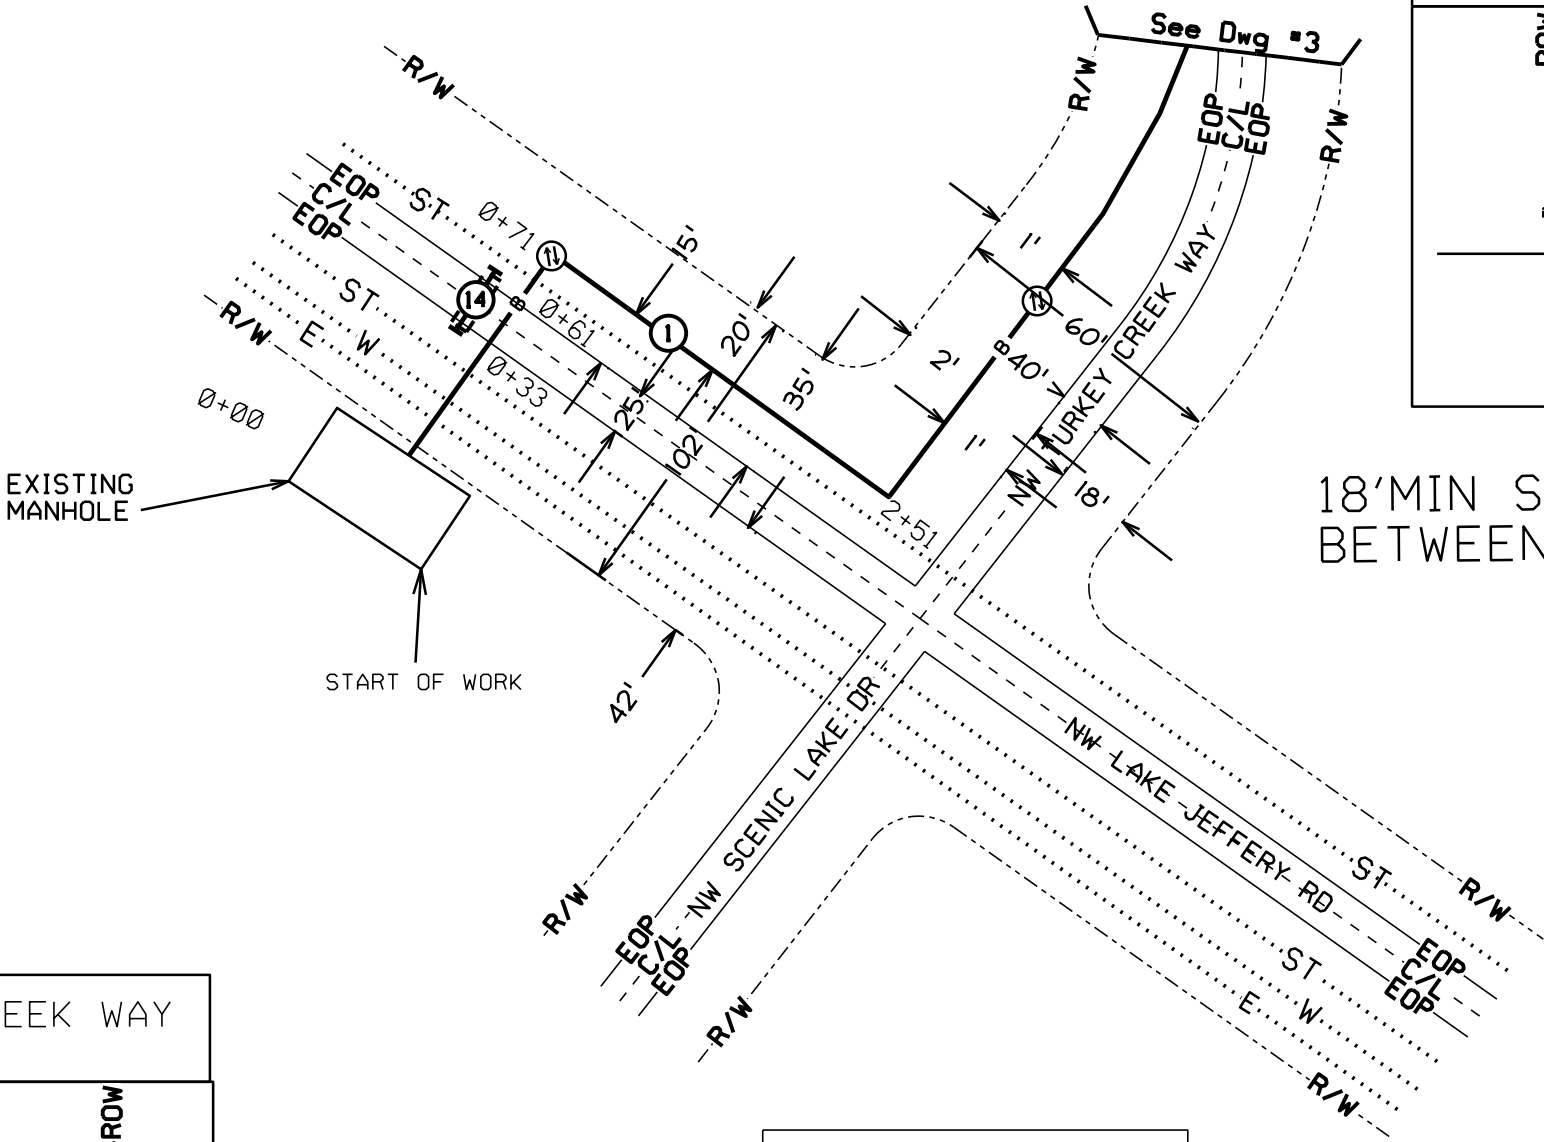 See Dwg #3
R/W
R/W
EOP
C/L
EOP
R/W
EOP
C/L
EOP
ST
0+71
15'
1'
14
B
0+61
1
20'
60'
NW TURKEY CREEK WAY
ST
R/W
E
W
0+33
25'
35'
2'
B
40'
0+00
102'
1'
18'
EXISTING
MANHOLE
2+51
18'MIN S
BETWEEN
START OF WORK
42'
NW SCENIC LAKE DR
NW LAKE JEFFERY RD
ST
R/W
R/W
EOP
C/L
EOP
EOP
C/L
EOP
ST
W
E
R/W
R/W
EEK WAY
ROW